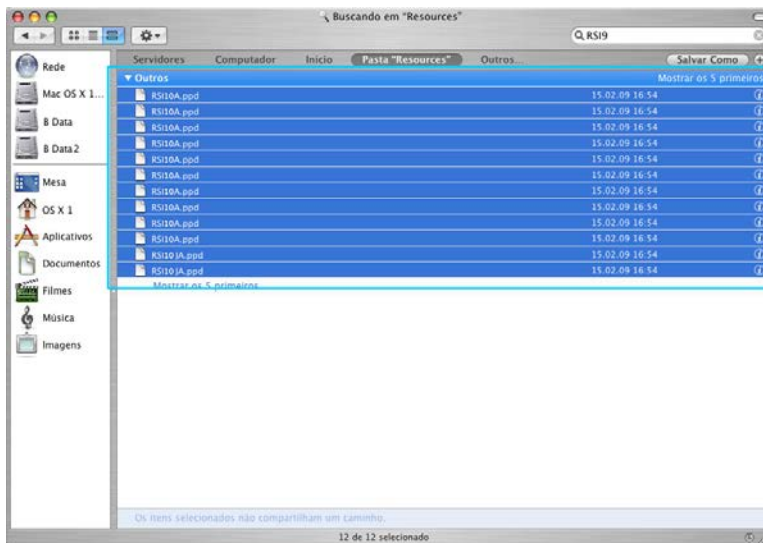 Buscando em "Resources"
RSI9
Servidores Computador Início Pasta "Resources" Outros... Salvar Como
Rede
Mac OS X 1...
B Data
B Data2
Mesa
OS X 1
Aplicativos
Documentos
Filmes
Música
Imagens
Outros Mostrar os 5 primeiros
RSI10A.ppd 15.02.09 16:54
RSI10A.ppd 15.02.09 16:54
RSI10A.ppd 15.02.09 16:54
RSI10A.ppd 15.02.09 16:54
RSI10A.ppd 15.02.09 16:54
RSI10A.ppd 15.02.09 16:54
RSI10A.ppd 15.02.09 16:54
RSI10A.ppd 15.02.09 16:54
RSI10A.ppd 15.02.09 16:54
RSI10A.ppd 15.02.09 16:54
RSI10JA.ppd 15.02.09 16:54
RSI10JA.ppd 15.02.09 16:54
Mostrar os 5 primeiros
Os itens selecionados não compartilham um caminho.
12 de 12 selecionado